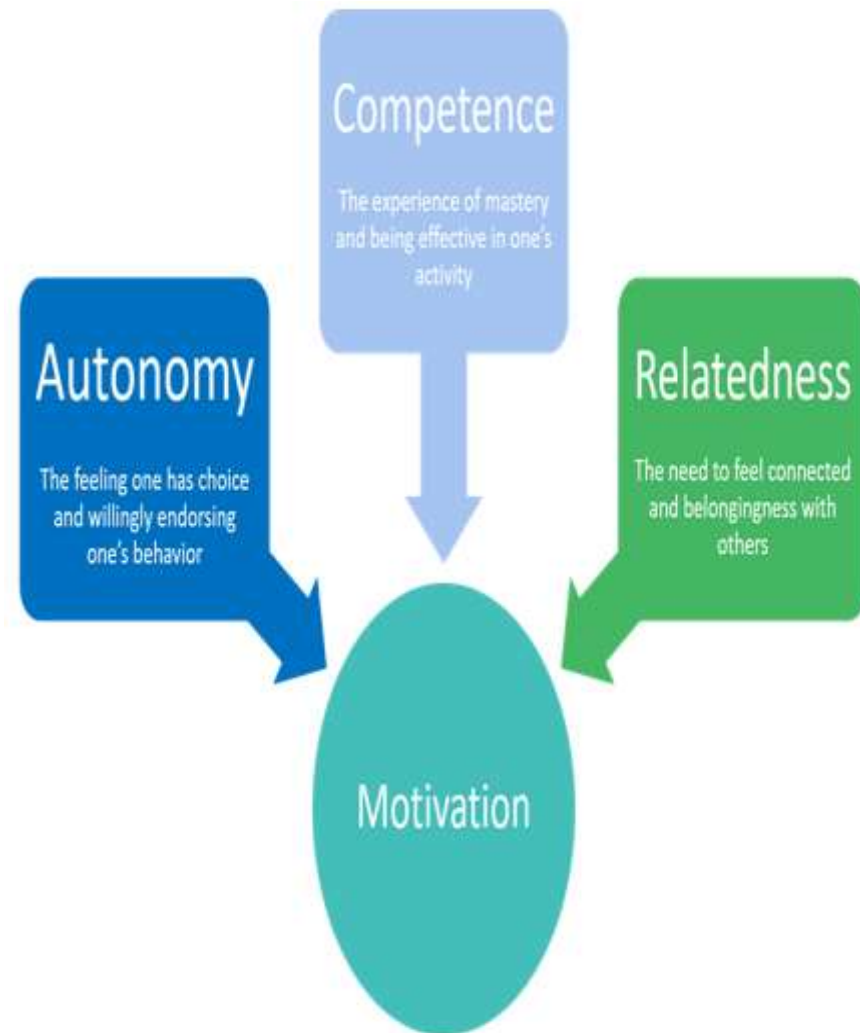 Competence
The experience of mastery
and being effective in one's
activity
Autonomy
The feeling one has choice
and willingly endorsing
one's behavior
Relatedness
The need to feel connected
and belongingness with
others
Motivation